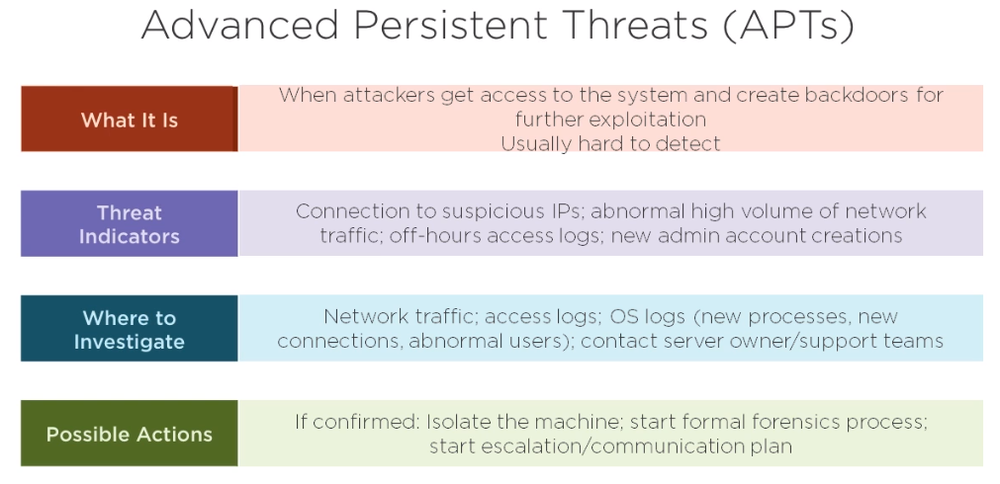 Advanced Persistent Threats (APTs)
What It Is
When attackers get access to the system and create backdoors for
further exploitation
Usually hard to detect
Threat
Indicators
Connection to suspicious IPs; abnormal high volume of network
traffic; off-hours access logs; new admin account creations
Where to
Investigate
Network traffic; access logs; OS logs (new processes, new
connections, abnormal users); contact server owner/support teams
Possible Actions
If confirmed: Isolate the machine; start formal forensics process;
start escalation/communication plan